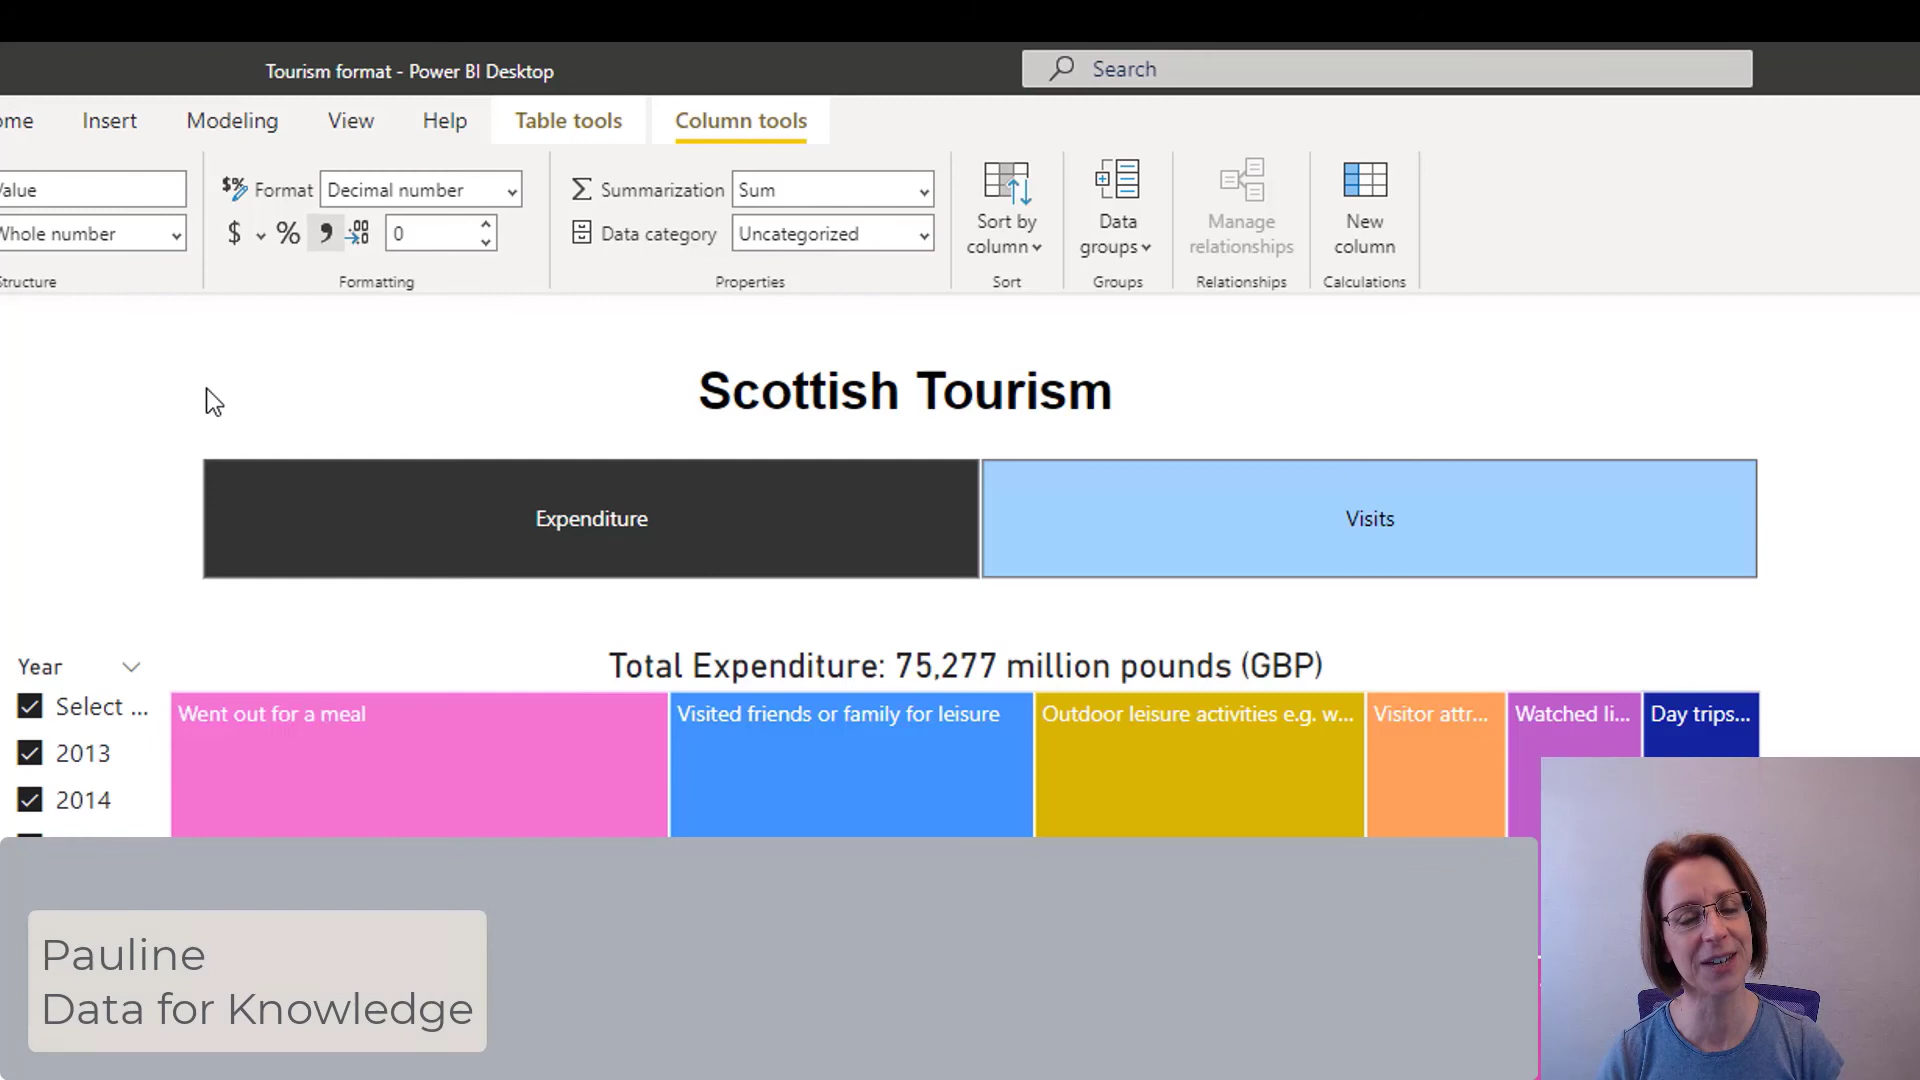 Tourism format - Power BI Desktop
Search
ome Insert Modeling View Help Table tools Column tools
Value
Format Decimal number
Summarization Sum
Whole number
$ % 0
Data category Uncategorized
Sort by column
Data groups
Manage relationships
New column
Structure Formatting Properties Sort Groups Relationships Calculations
Scottish Tourism
Expenditure
Visits
Total Expenditure: 75,277 million pounds (GBP)
Year
Select ...
2013
2014
Went out for a meal
Visited friends or family for leisure
Outdoor leisure activities e.g. w...
Visitor attr...
Watched li...
Day trips...
Pauline
Data for Knowledge